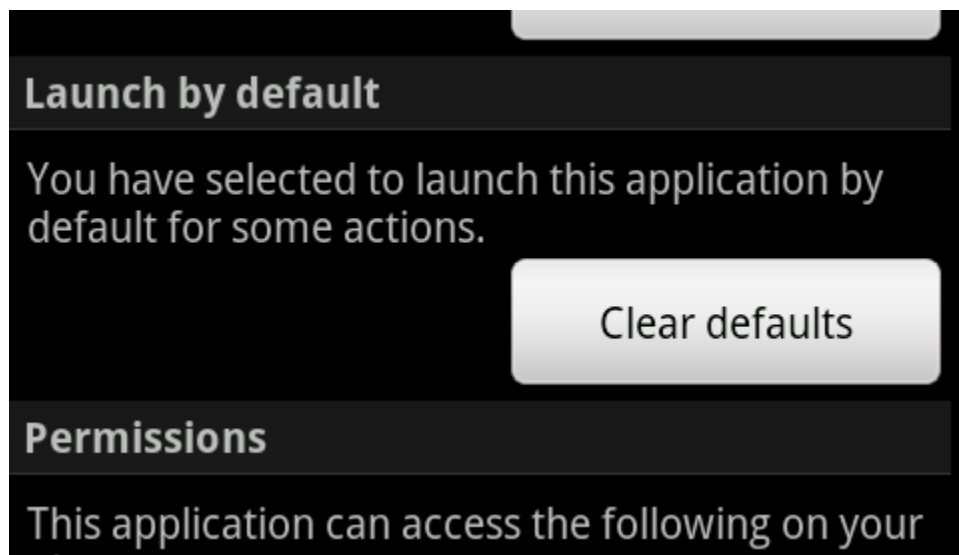 Launch by default
You have selected to launch this application by
default for some actions.
Clear defaults
Permissions
This application can access the following on your